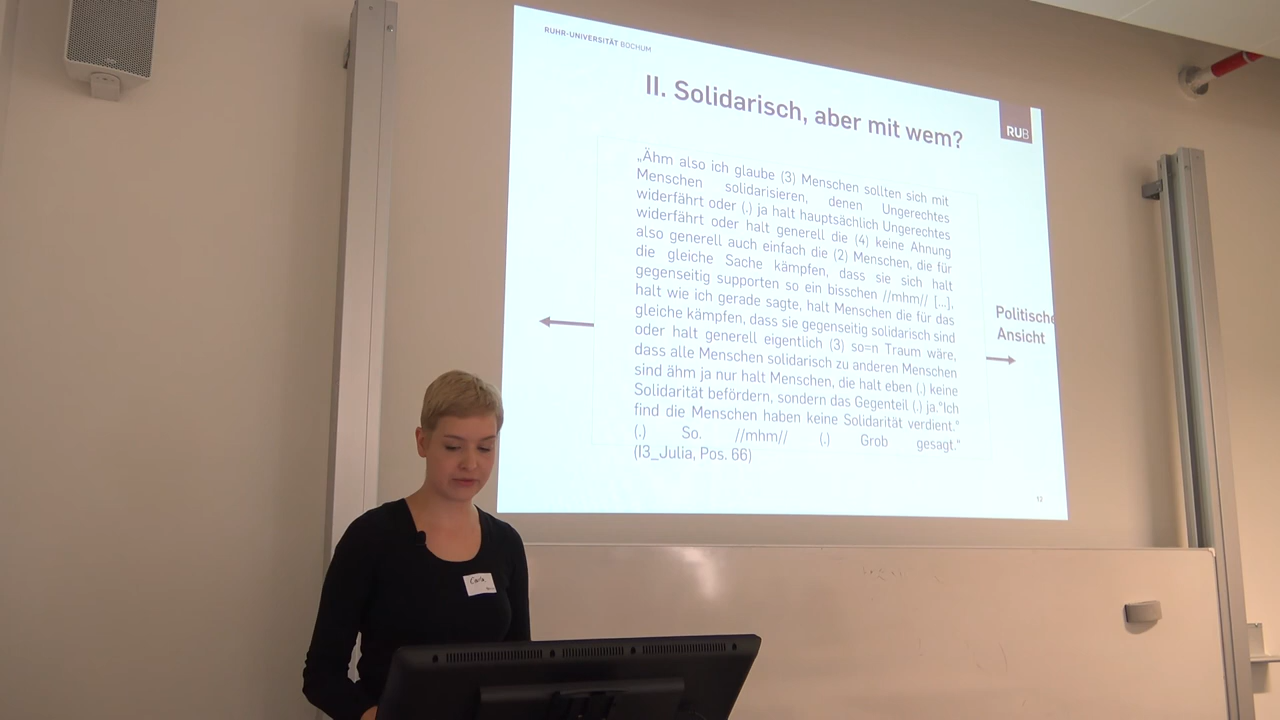 RUHR-UNIVERSITÄT BOCHUM
II. Solidarisch, aber mit wem?
RUB
„Ähm also ich glaube (3) Menschen sollten sich mit
Menschen solidarisieren, denen Ungerechtes
widerfährt oder (.) ja halt hauptsächlich Ungerechtes
widerfährt oder halt generell die (4) keine Ahnung
also generell auch einfach die (2) Menschen, die für
die gleiche Sache kämpfen, dass sie sich halt
gegenseitig supporten so ein bisschen //mhm// [...],
halt wie ich gerade sagte, halt Menschen die für das
gleiche kämpfen, dass sie gegenseitig solidarisch sind
oder halt generell eigentlich (3) so=n Traum wäre,
dass alle Menschen solidarisch zu anderen Menschen
sind ähm ja nur halt Menschen, die halt eben (.) keine
Solidarität befördern, sondern das Gegenteil (.) ja."Ich
find die Menschen haben keine Solidarität verdient."
(.) So. //mhm// (.) Grob gesagt."
(I3_Julia, Pos. 66)
Politische
Ansicht
12